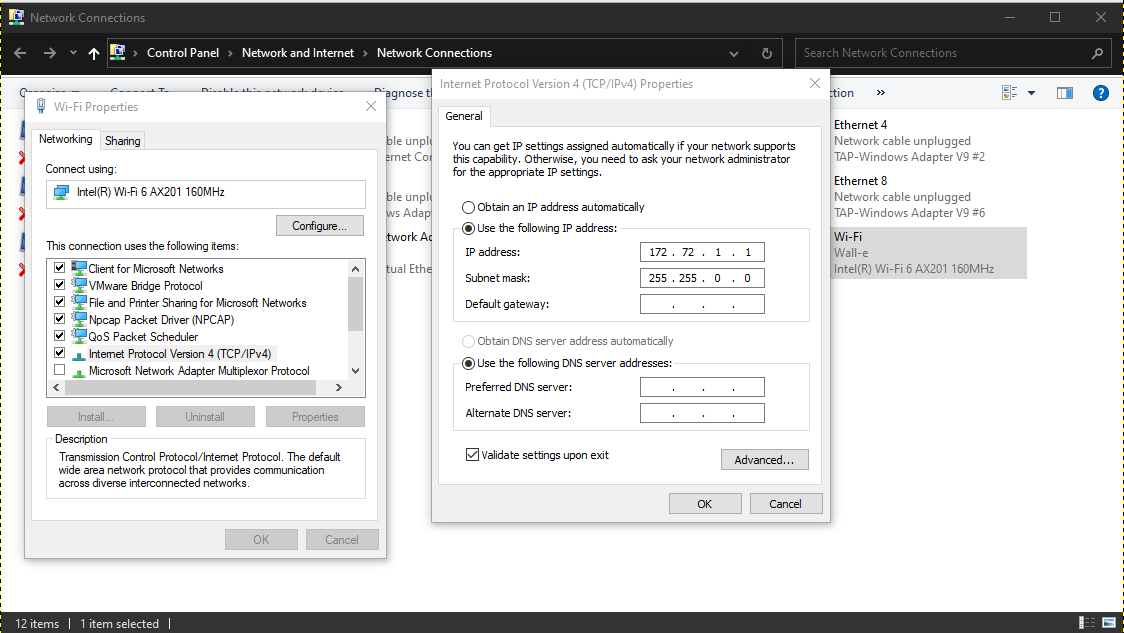 Network Connections
Control Panel > Network and Internet > Network Connections
Search Network Connections
Organize
Connect To
Disable this network device
Diagnose th
ction »
Wi-Fi Properties
Networking
Sharing
Connect using:
Intel(R) Wi-Fi 6 AX201 160MHz
Configure...
This connection uses the following items:
Client for Microsoft Networks
VMware Bridge Protocol
File and Printer Sharing for Microsoft Networks
Npcap Packet Driver (NPCAP)
QoS Packet Scheduler
Internet Protocol Version 4 (TCP/IPv4)
Microsoft Network Adapter Multiplexor Protocol
Install...
Uninstall
Properties
Description
Transmission Control Protocol/Internet Protocol. The default
wide area network protocol that provides communication
across diverse interconnected networks.
OK
Cancel
ble unpl
ernet Cor
ble unpl
ws Adap
twork Ad
tual Ethe
Internet Protocol Version 4 (TCP/IPv4) Properties
General
You can get IP settings assigned automatically if your network supports
this capability. Otherwise, you need to ask your network administrator
for the appropriate IP settings.
Obtain an IP address automatically
Use the following IP address:
IP address:
172 . 72 . 1 . 1
Subnet mask:
255 . 255 . 0 . 0
Default gateway:
. . .
Obtain DNS server address automatically
Use the following DNS server addresses:
Preferred DNS server:
. . .
Alternate DNS server:
. . .
Validate settings upon exit
Advanced...
OK
Cancel
Ethernet 4
Network cable unplugged
TAP-Windows Adapter V9 #2
Ethernet 8
Network cable unplugged
TAP-Windows Adapter V9 #6
Wi-Fi
Wall-e
Intel(R) Wi-Fi 6 AX201 160MHz
12 items
1 item selected